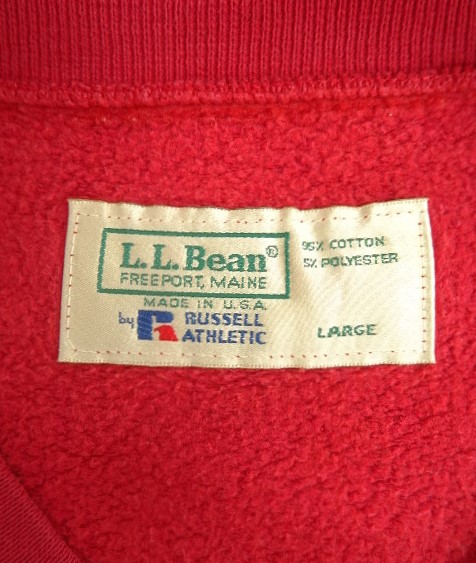 L.L.Bean®
FREEPORT, MAINE
MADE IN U.S.A.
by R RUSSELL
ATHLETIC
95% COTTON
5% POLYESTER
LARGE